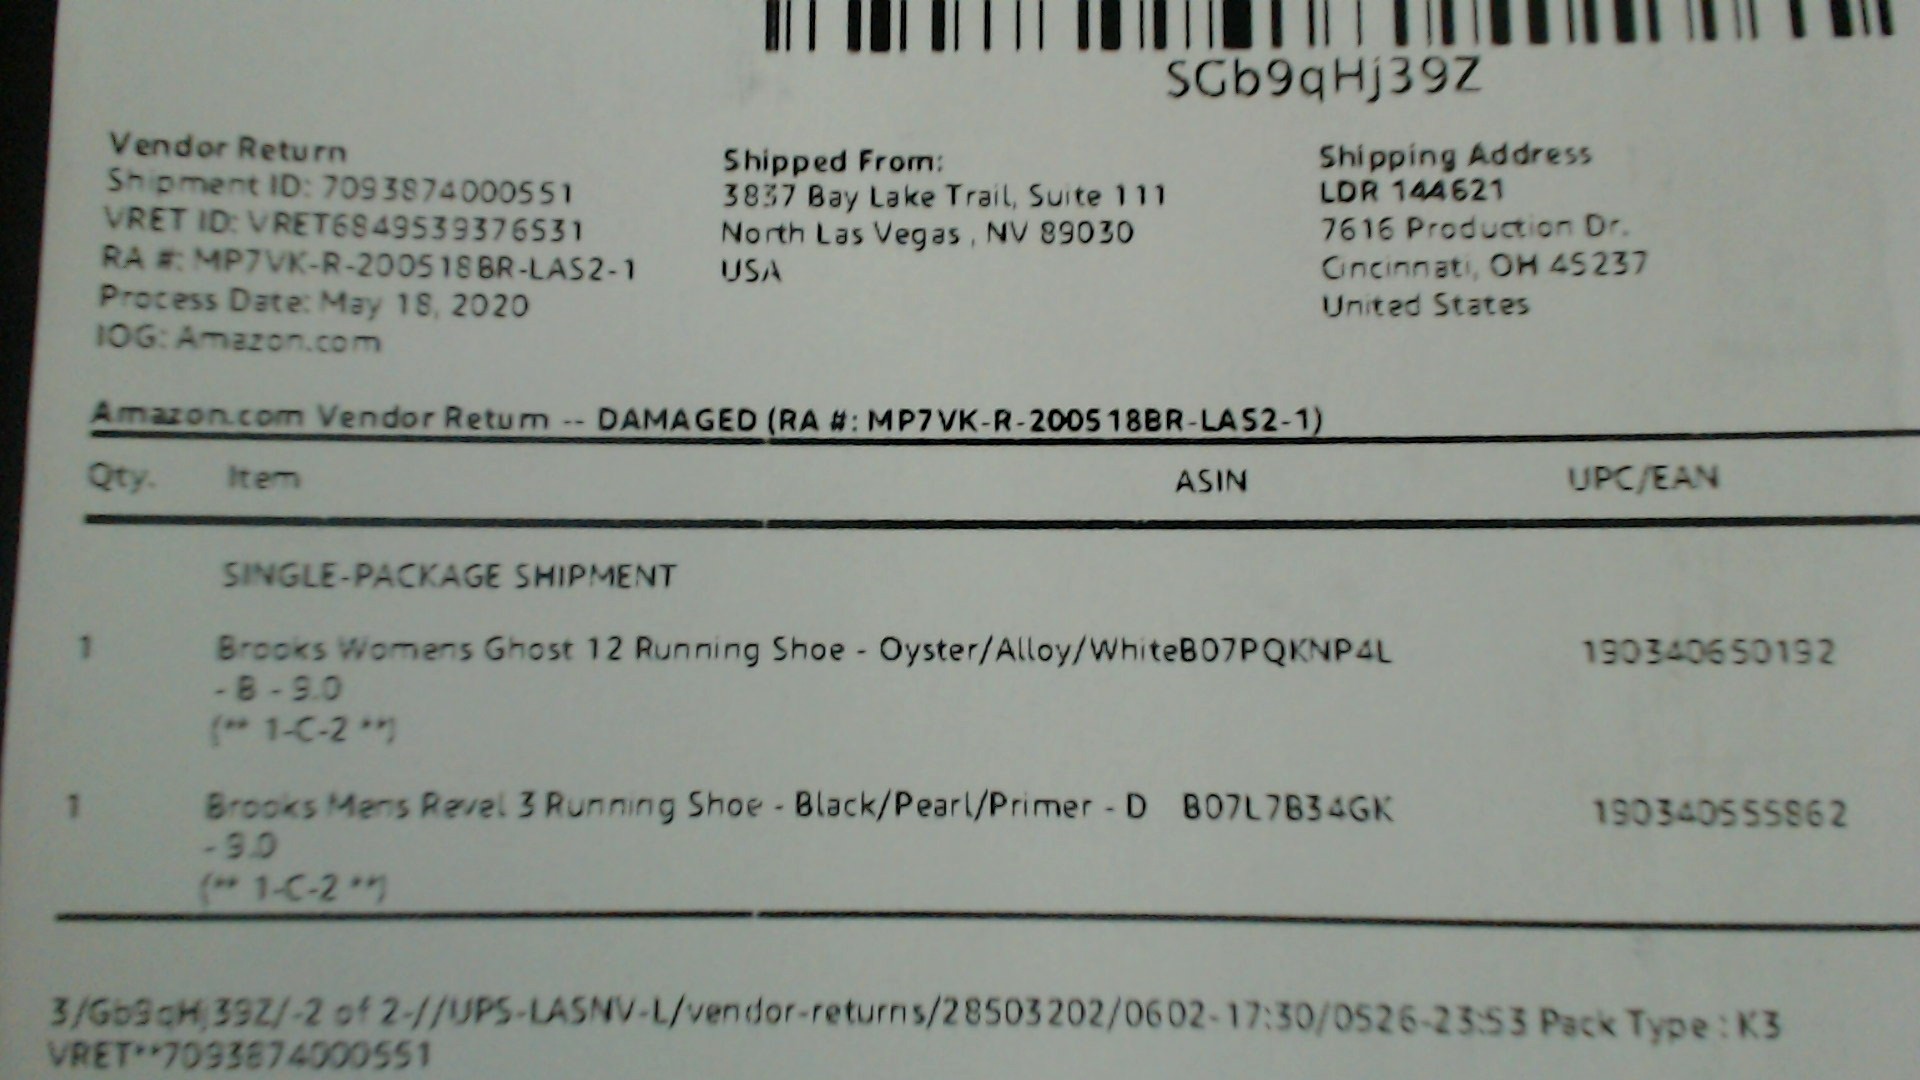 SGb9qHj39Z
Vendor Return
Shipment ID: 7093874000551
VRET ID: VRET6849539376531
RA #: MP7VK-R-200518BR-LAS2-1
Process Date: May 18, 2020
IOG: Amazon.com
Shipped From:
3837 Bay Lake Trail, Suite 111
North Las Vegas , NV 89030
USA
Shipping Address
LDR 144621
7616 Production Dr.
Cincinnati, OH 45237
United States
Amazon.com Vendor Return -- DAMAGED (RA #: MP7VK-R-200518BR-LAS2-1)
Qty. Item ASIN UPC/EAN
SINGLE-PACKAGE SHIPMENT
1 Brooks Womens Ghost 12 Running Shoe - Oyster/Alloy/WhiteB07PQKNP4L 190340650192
- B - 9.0
(** 1-C-2 **)
1 Brooks Mens Revel 3 Running Shoe - Black/Pearl/Primer - D B07L7B34GK 190340555862
- 9.0
(** 1-C-2 **)
3/Gb9qHj39Z/-2 of 2-//UPS-LASNV-L/vendor-returns/28503202/0602-17:30/0526-23:53 Pack Type : K3
VRET**7093874000551